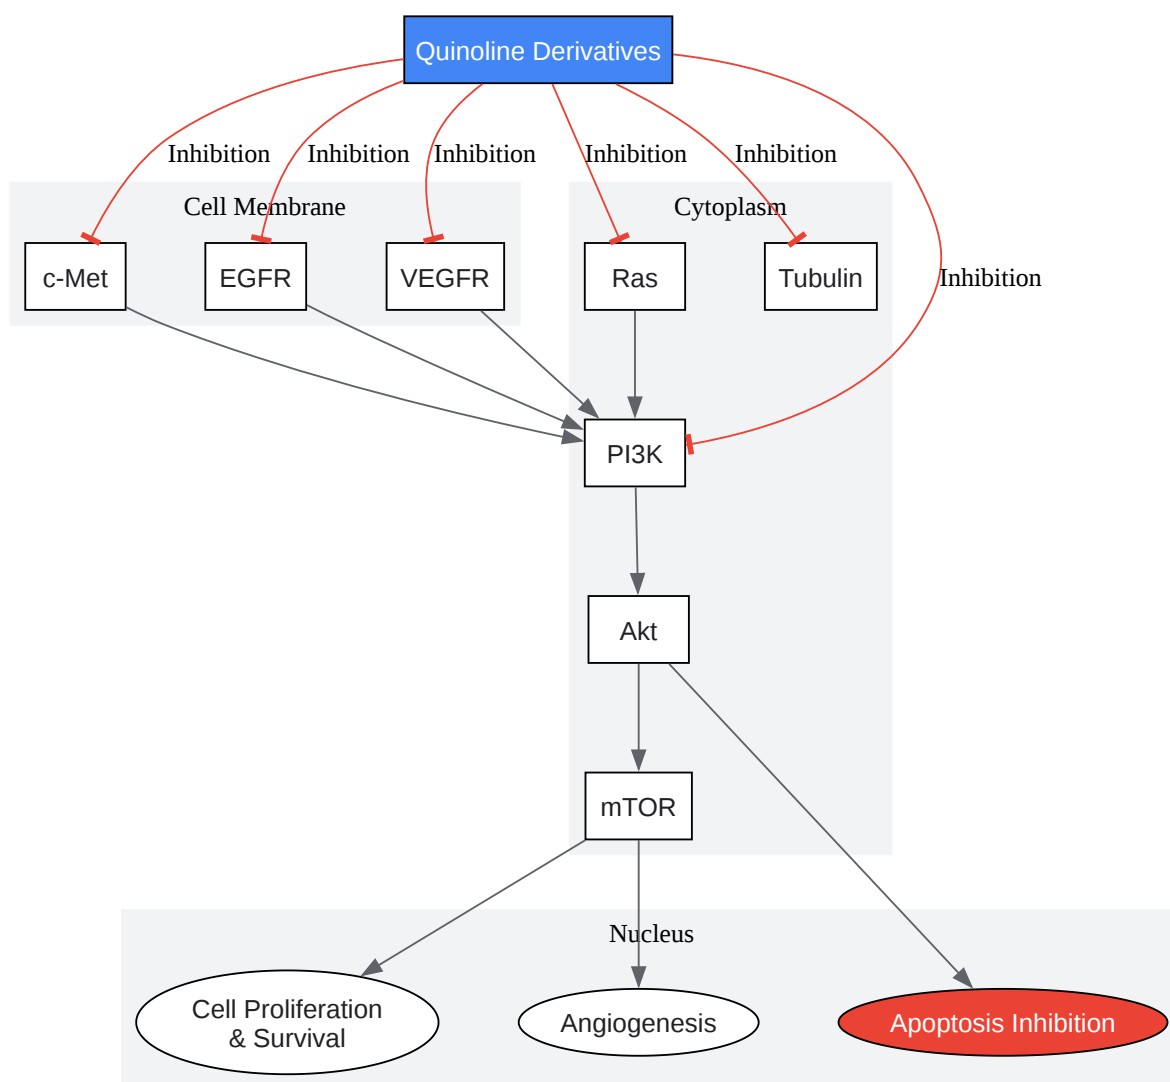 Quinoline Derivatives
Inhibition
Inhibition
Inhibition
Inhibition
Inhibition
Cell Membrane
Cytoplasm
c-Met
EGFR
VEGFR
Ras
Tubulin
Inhibition
PI3K
Akt
mTOR
Nucleus
Cell Proliferation
& Survival
Angiogenesis
Apoptosis Inhibition